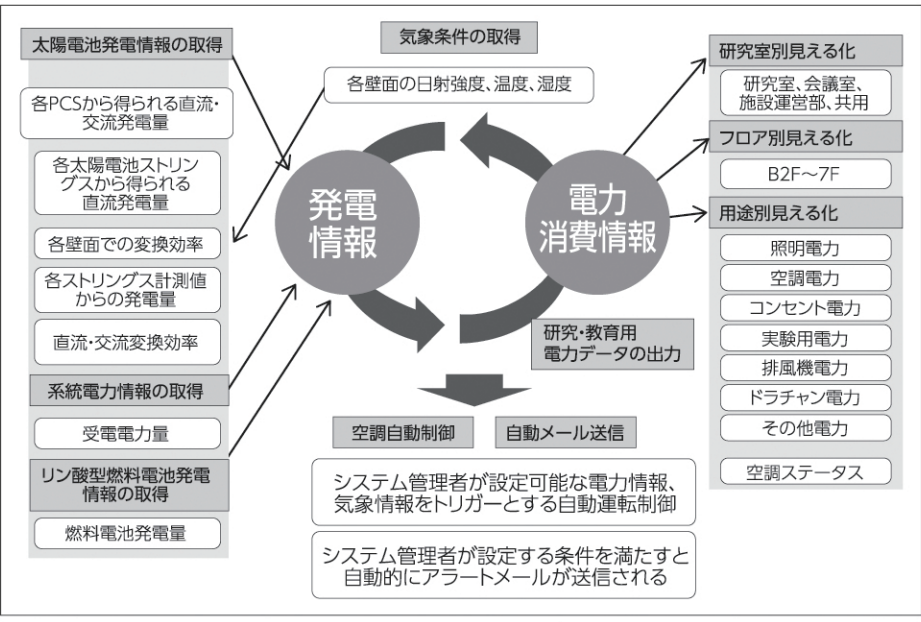 太陽電池発電情報の取得
各PCSから得られる直流・
交流発電量
各太陽電池ストリン
グスから得られる
直流発電量
各壁面での変換効率
各ストリングス計測値
からの発電量
直流・交流変換効率
系統電力情報の取得
受電電力量
リン酸型燃料電池発電
情報の取得
燃料電池発電量
気象条件の取得
各壁面の日射強度、温度、湿度
発電
情報
電力
消費情報
研究・教育用
電力データの出力
空調自動制御
自動メール送信
システム管理者が設定可能な電力情報、
気象情報をトリガーとする自動運転制御
システム管理者が設定する条件を満たすと
自動的にアラートメールが送信される
研究室別見える化
研究室、会議室、
施設運営部、共用
フロア別見える化
B2F〜7F
用途別見える化
照明電力
空調電力
コンセント電力
実験用電力
排風機電力
ドラチャン電力
その他電力
空調ステータス